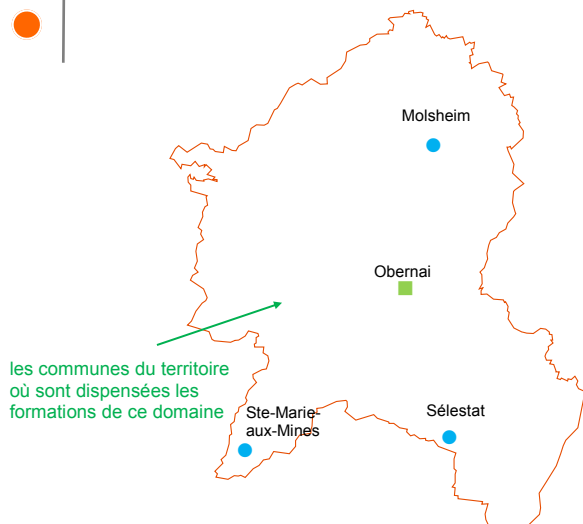 Molsheim
Obernai
les communes du territoire
où sont dispensées les
formations de ce domaine
Ste-Marie-
aux-Mines
Sélestat